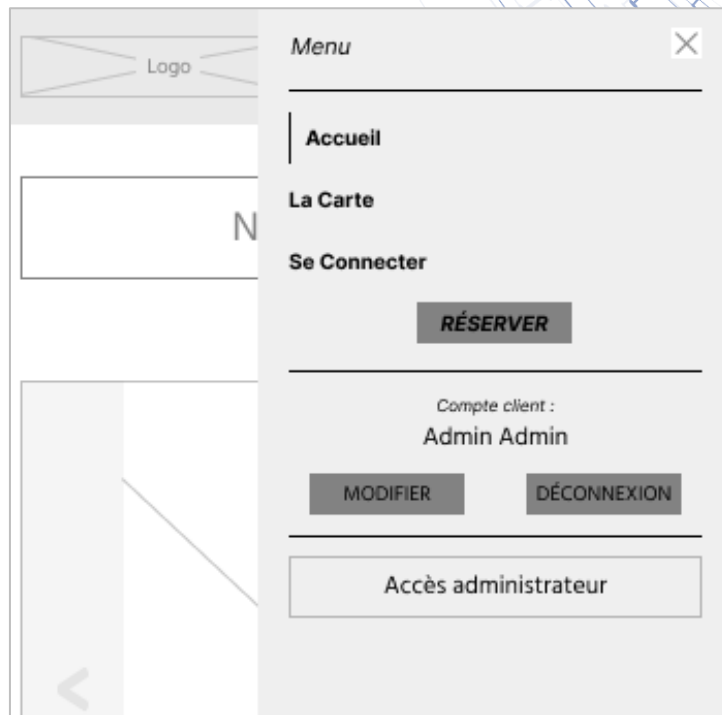 Menu
Logo
Accueil
La Carte
N
Se Connecter
RÉSERVER
Compte client :
Admin Admin
MODIFIER DÉCONNEXION
Accès administrateur